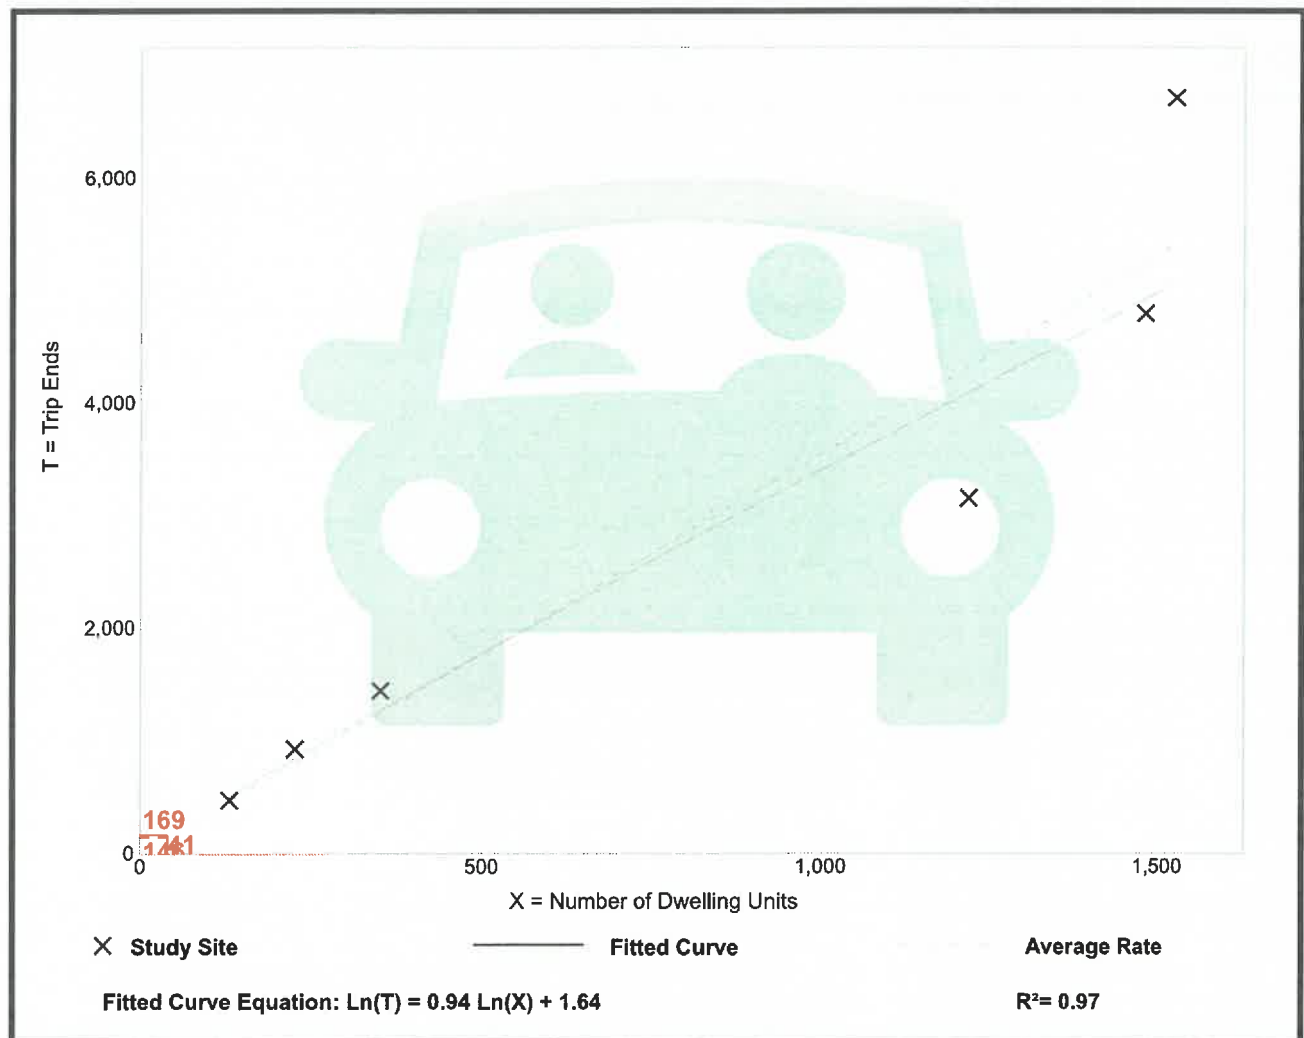 6,000
T = Trip Ends
4,000
2,000
169
41
0
0 500 1,000 1,500
X = Number of Dwelling Units
Study Site Fitted Curve Average Rate
Fitted Curve Equation: Ln(T) = 0.94 Ln(X) + 1.64 R²= 0.97